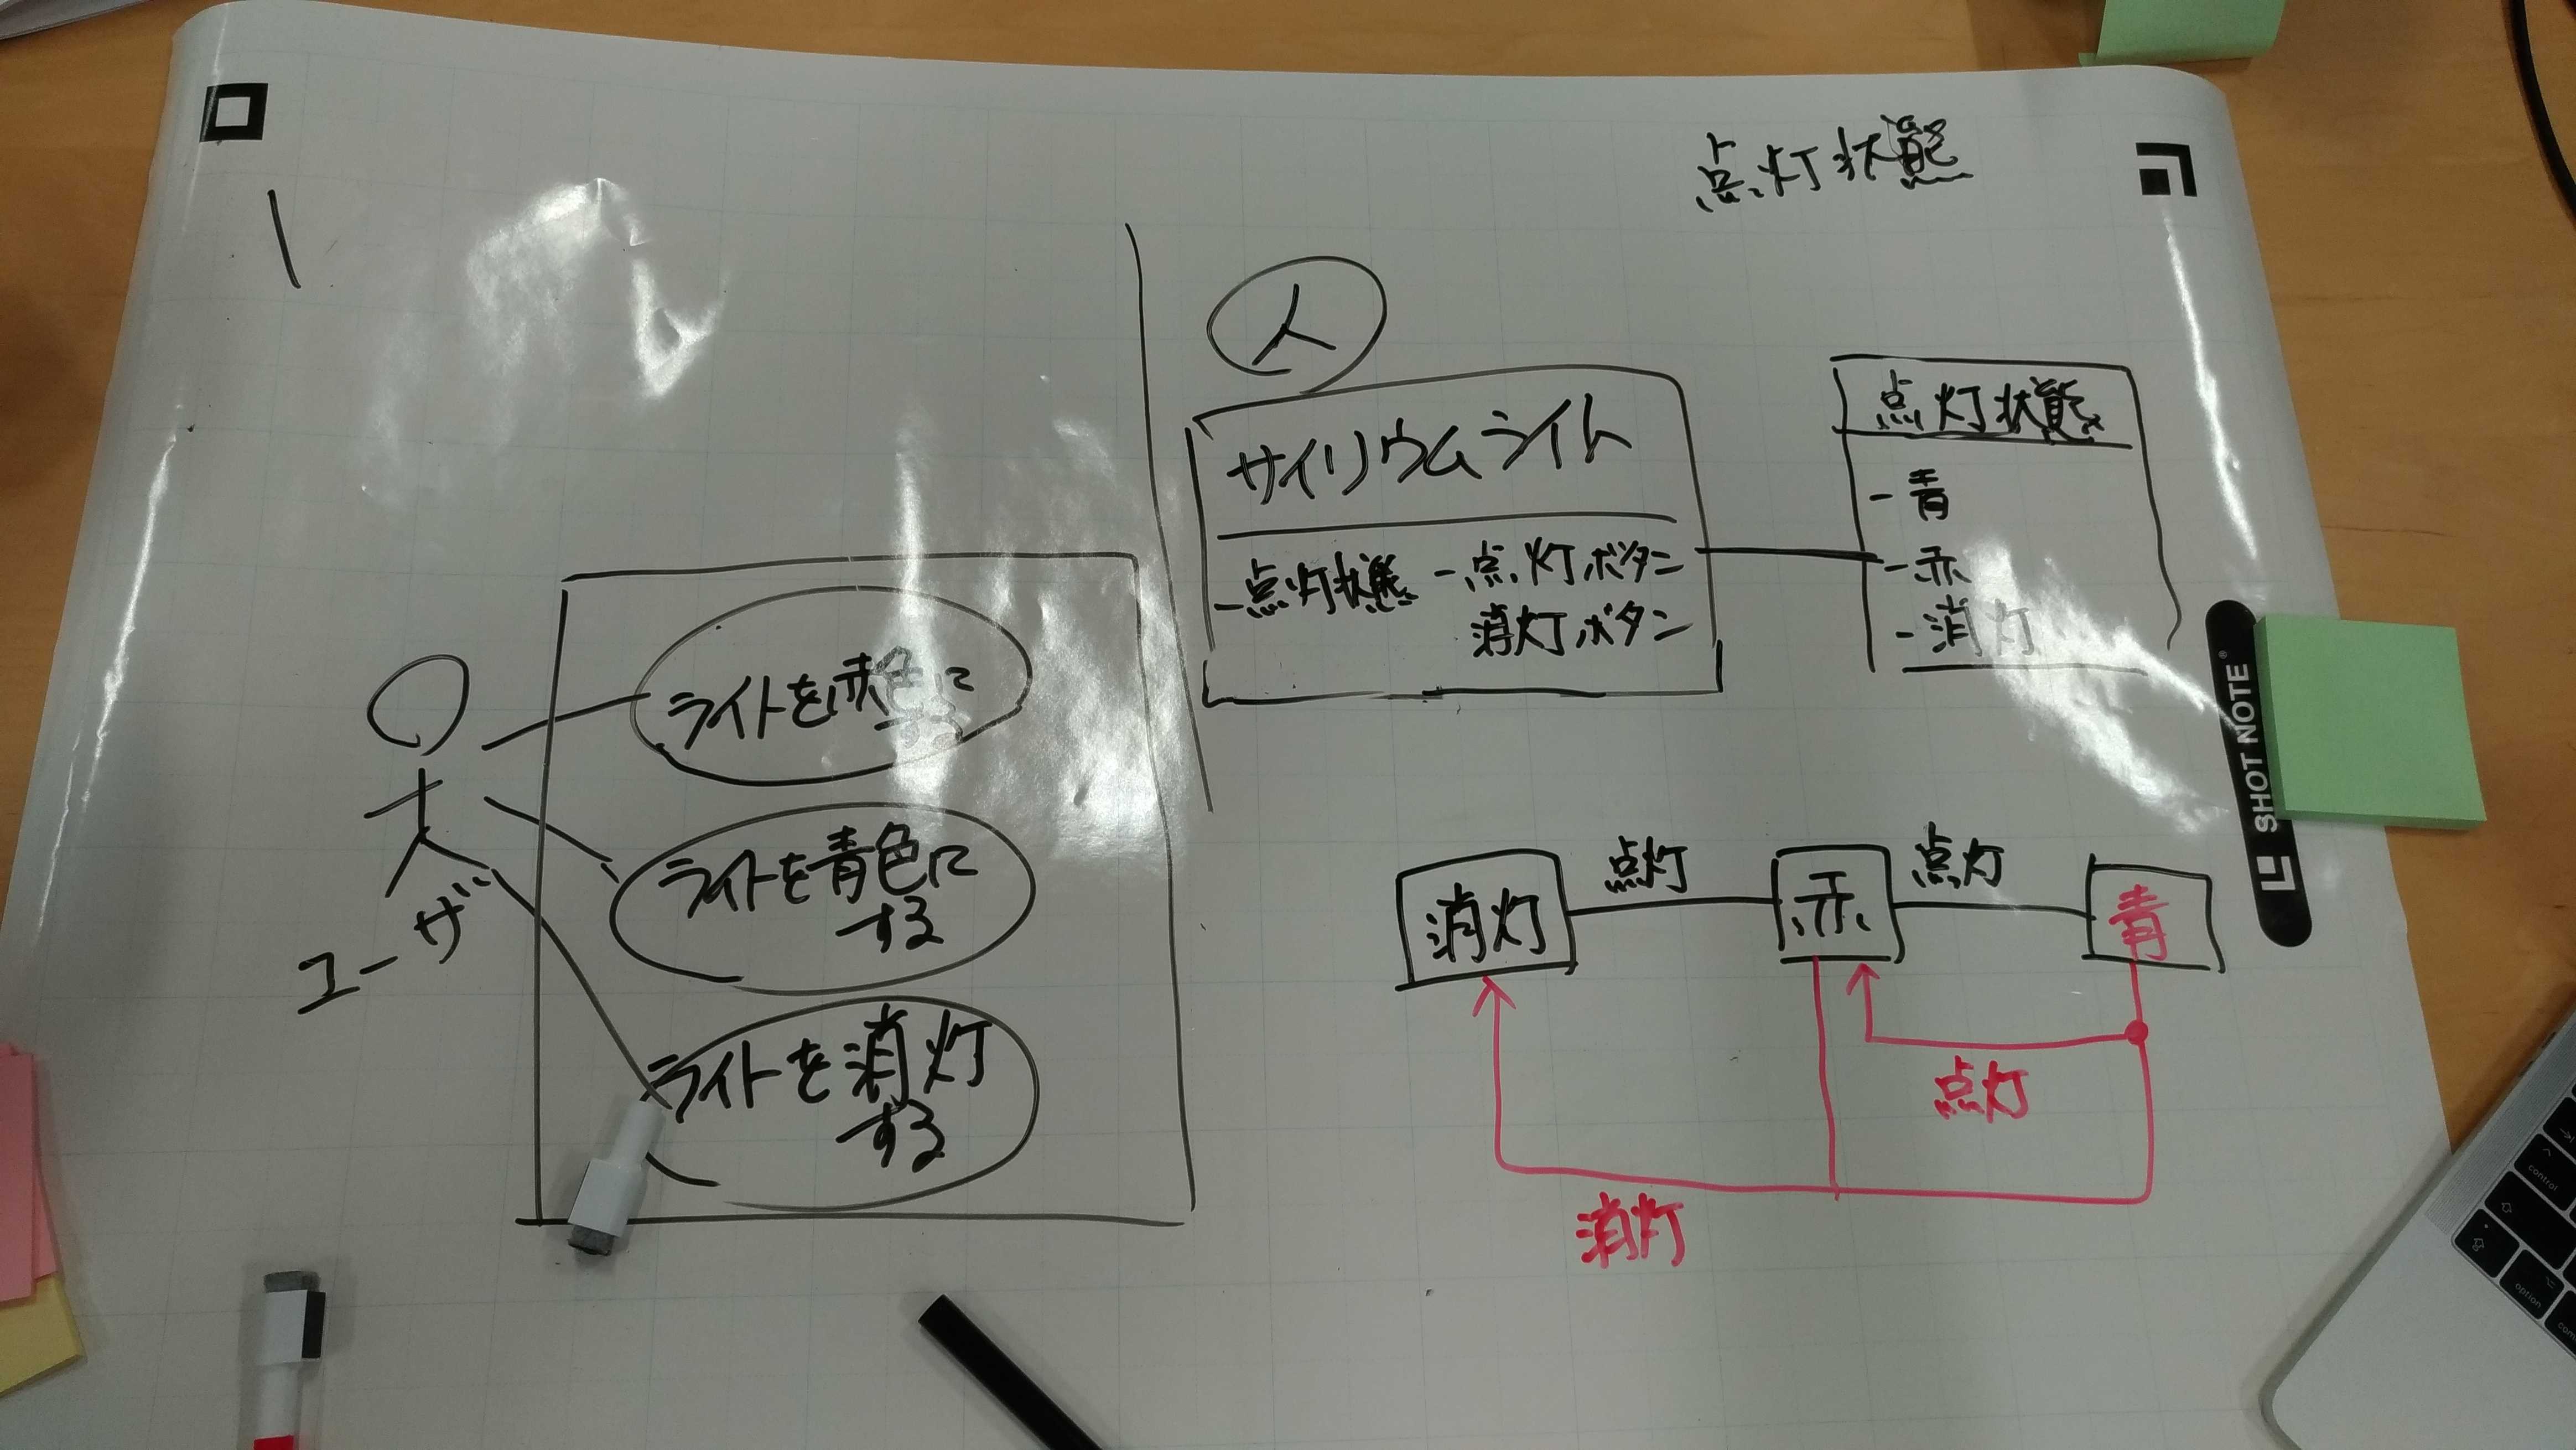 点灯状態
人
サイリウムライト
-点灯状態
-点灯ボタン
消灯ボタン
点灯状態
-青
-赤
-消灯
ライトを赤色に
する
ライトを青色に
する
ライトを消灯
する
ユーザ
消灯
点灯
赤
点灯
青
点灯
消灯
SHOT NOTE®
control
option